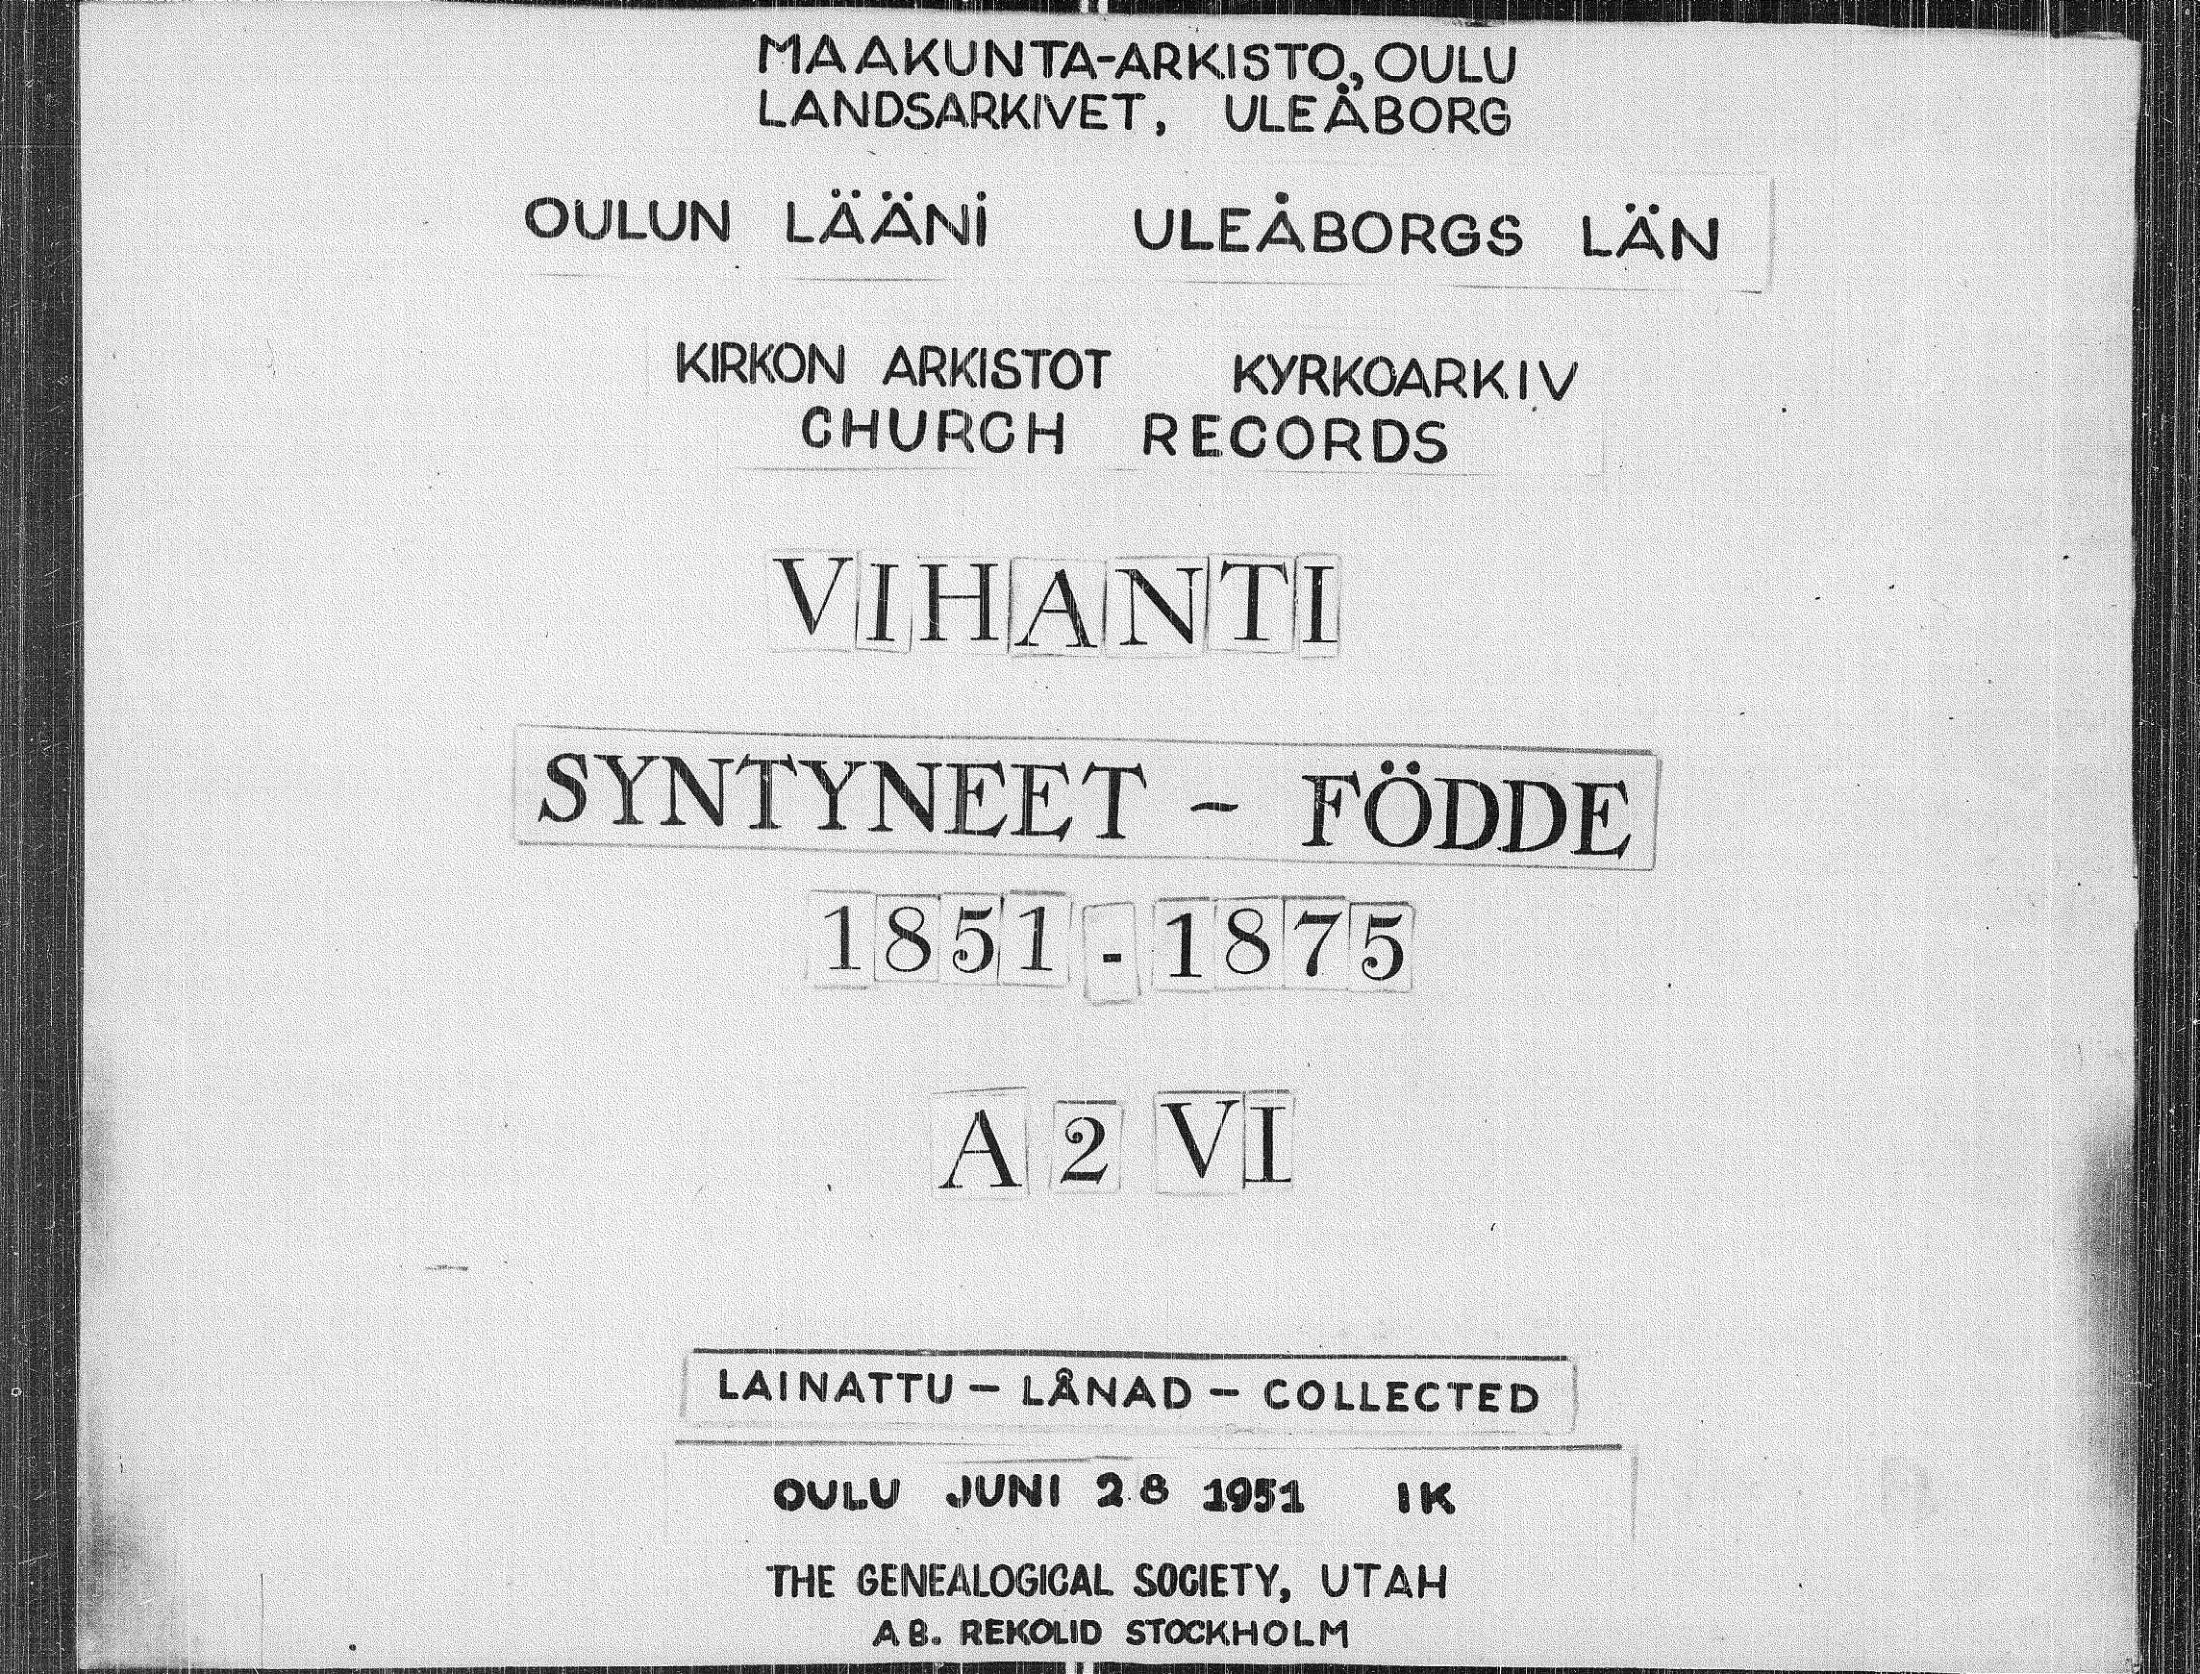 MAAKUNTA-ARKISTO, OULU
LANDSARKIVET, ULEÅBORG
OULUN LÄÄNI ULEÅBORGS LÄN
KIRKON ARKISTOT KYRKOARKIV
CHURCH RECORDS
VIHANTI
SYNTYNEET - FÖDDE
1851-1875
A 2 VI
LAINATTU - LÅNAD - COLLECTED
OULU JUNI 28 1951 IK
THE GENEALOGICAL SOCIETY, UTAH
AB. REKOLID STOCKHOLM